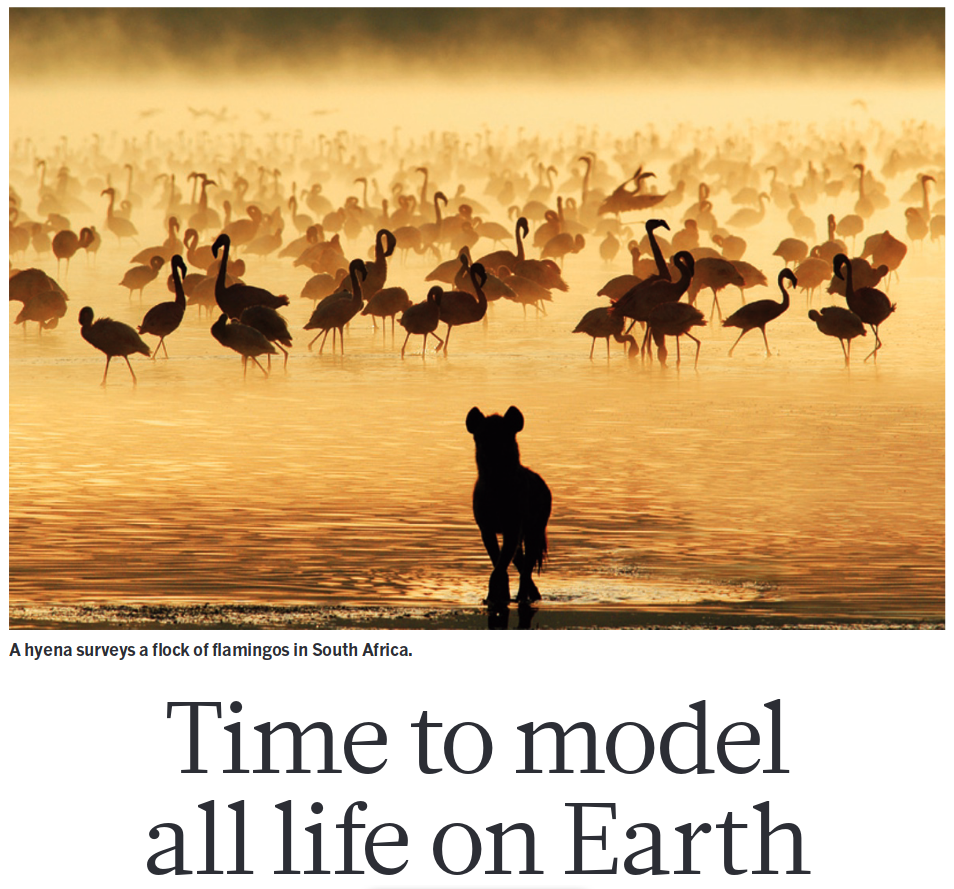 A hyena surveys a flock of flamingos in South Africa.
Time to model
all life on Earth